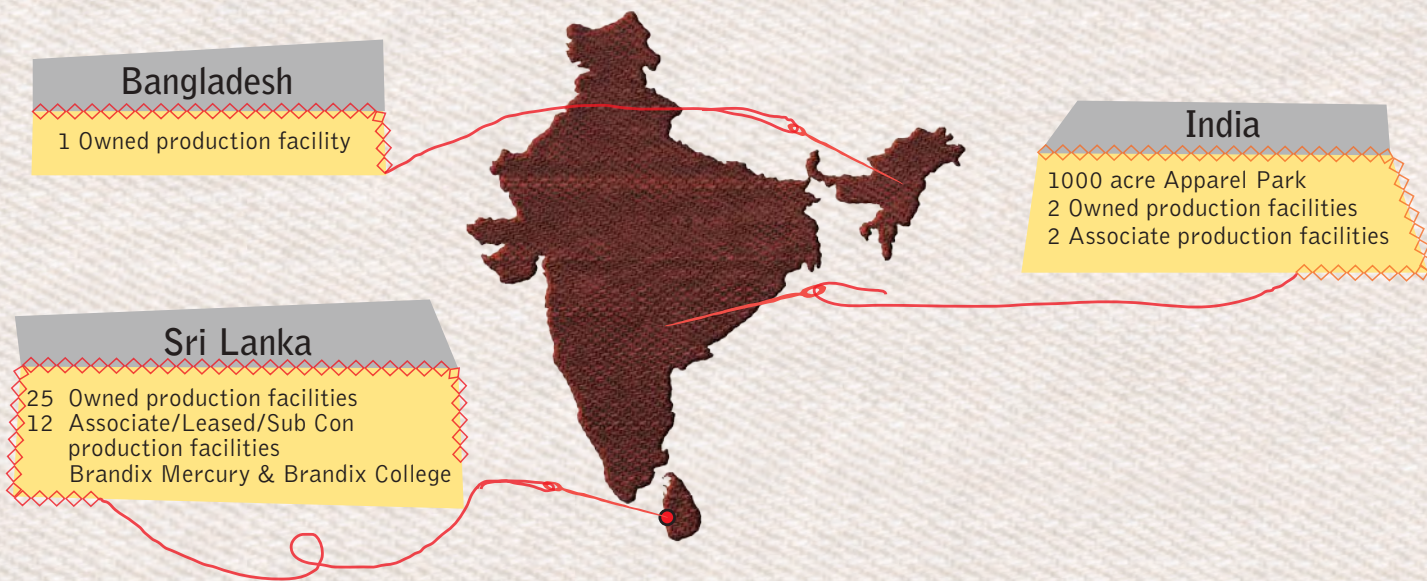 Bangladesh
1 Owned production facility
India
1000 acre Apparel Park
2 Owned production facilities
2 Associate production facilities
Sri Lanka
25 Owned production facilities
12 Associate/Leased/Sub Con
production facilities
Brandix Mercury & Brandix College